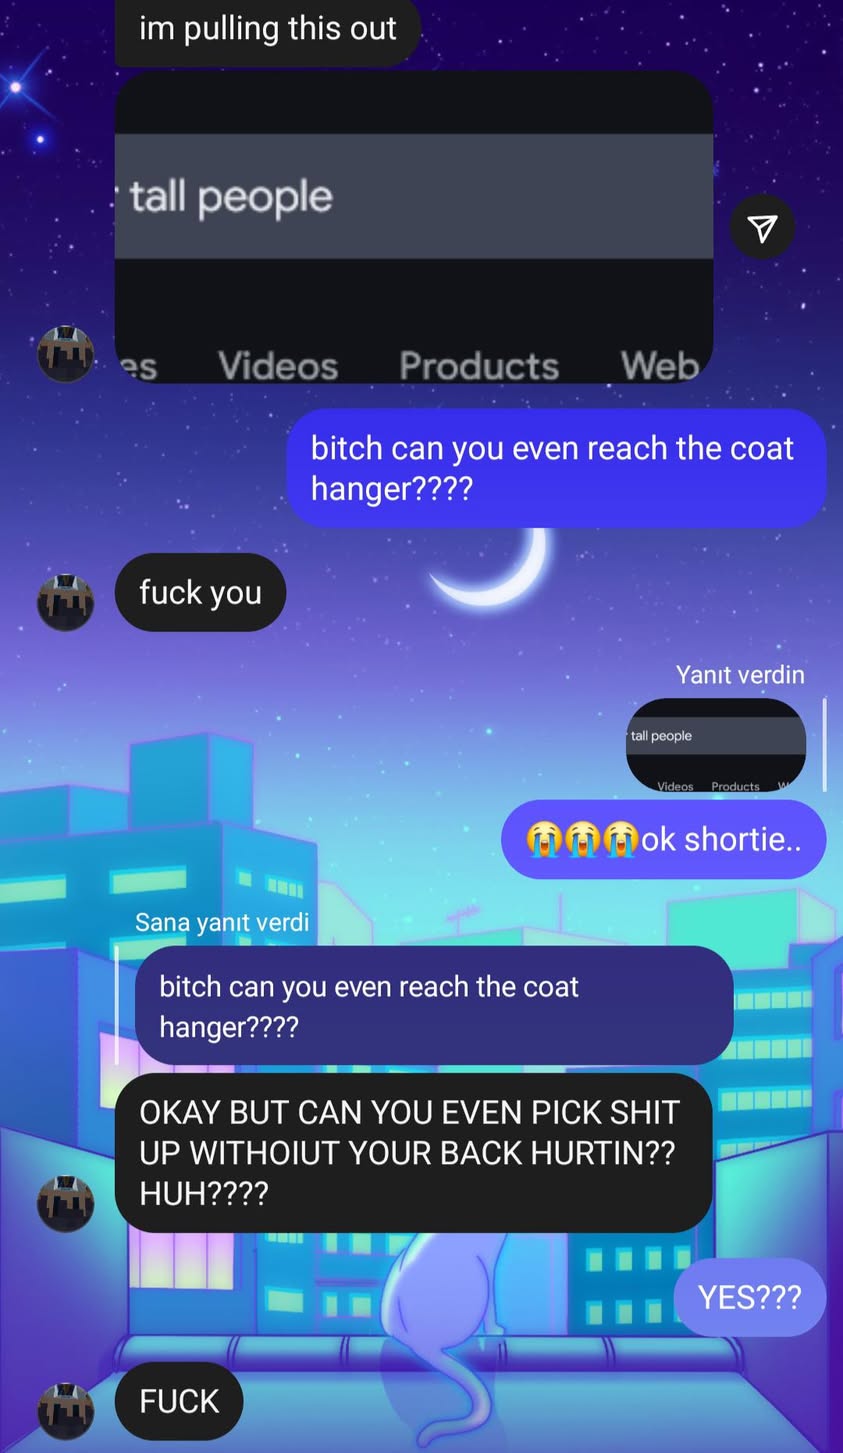 im pulling this out
tall people
es Videos Products Web
bitch can you even reach the coat
hanger????
fuck you
Yanıt verdin
tall people
Videos Products W
😭😭😭ok shortie..
Sana yanıt verdi
bitch can you even reach the coat
hanger????
OKAY BUT CAN YOU EVEN PICK SHIT
UP WITHOIUT YOUR BACK HURTIN??
HUH????
YES???
FUCK